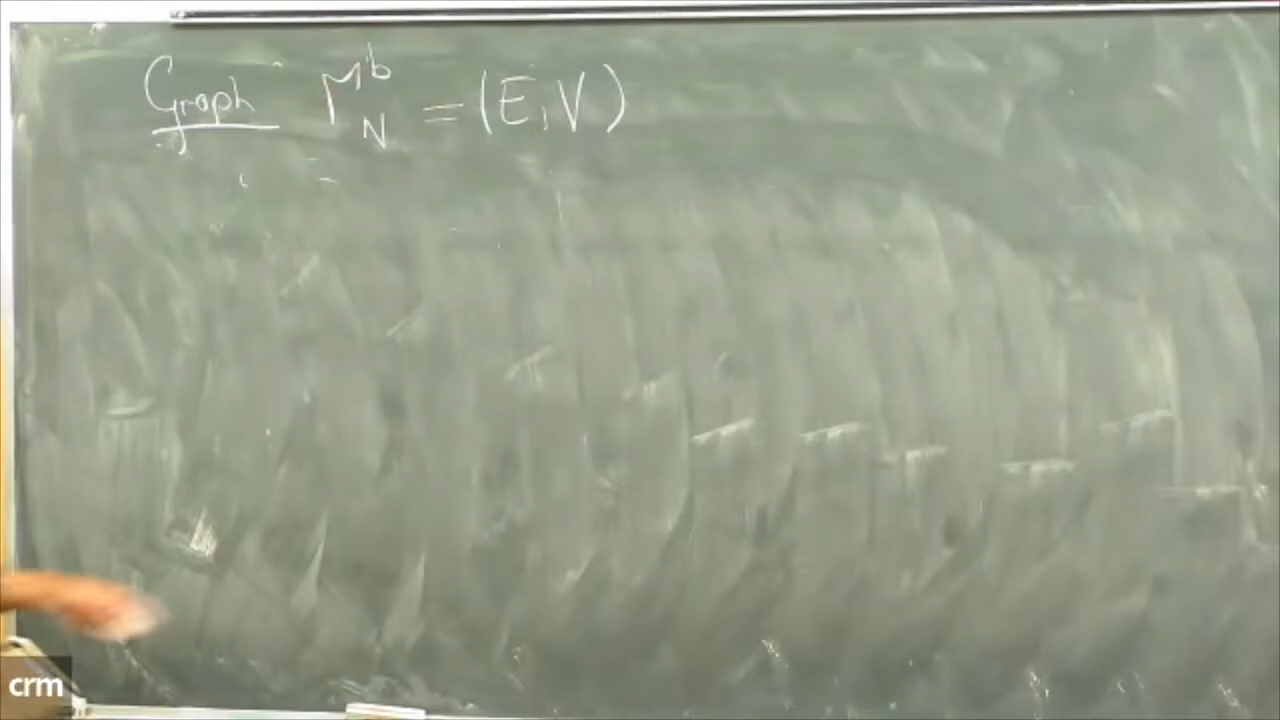 Graph Γ^b_N = (E, V)
crm